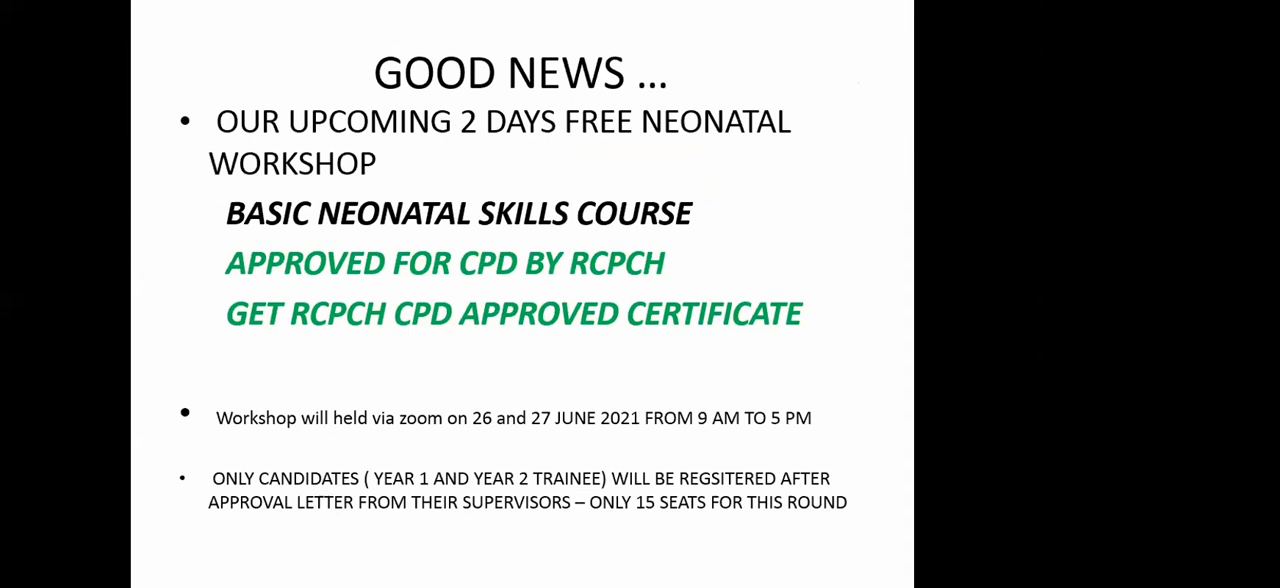 GOOD NEWS ...
• OUR UPCOMING 2 DAYS FREE NEONATAL
WORKSHOP
BASIC NEONATAL SKILLS COURSE
APPROVED FOR CPD BY RCPCH
GET RCPCH CPD APPROVED CERTIFICATE
• Workshop will held via zoom on 26 and 27 JUNE 2021 FROM 9 AM TO 5 PM
• ONLY CANDIDATES ( YEAR 1 AND YEAR 2 TRAINEE) WILL BE REGSITERED AFTER
APPROVAL LETTER FROM THEIR SUPERVISORS – ONLY 15 SEATS FOR THIS ROUND